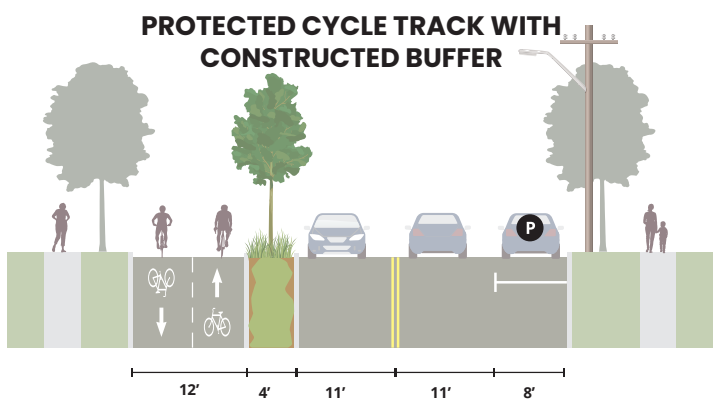 PROTECTED CYCLE TRACK WITH
CONSTRUCTED BUFFER
P
12’ 4’ 11’ 11’ 8’